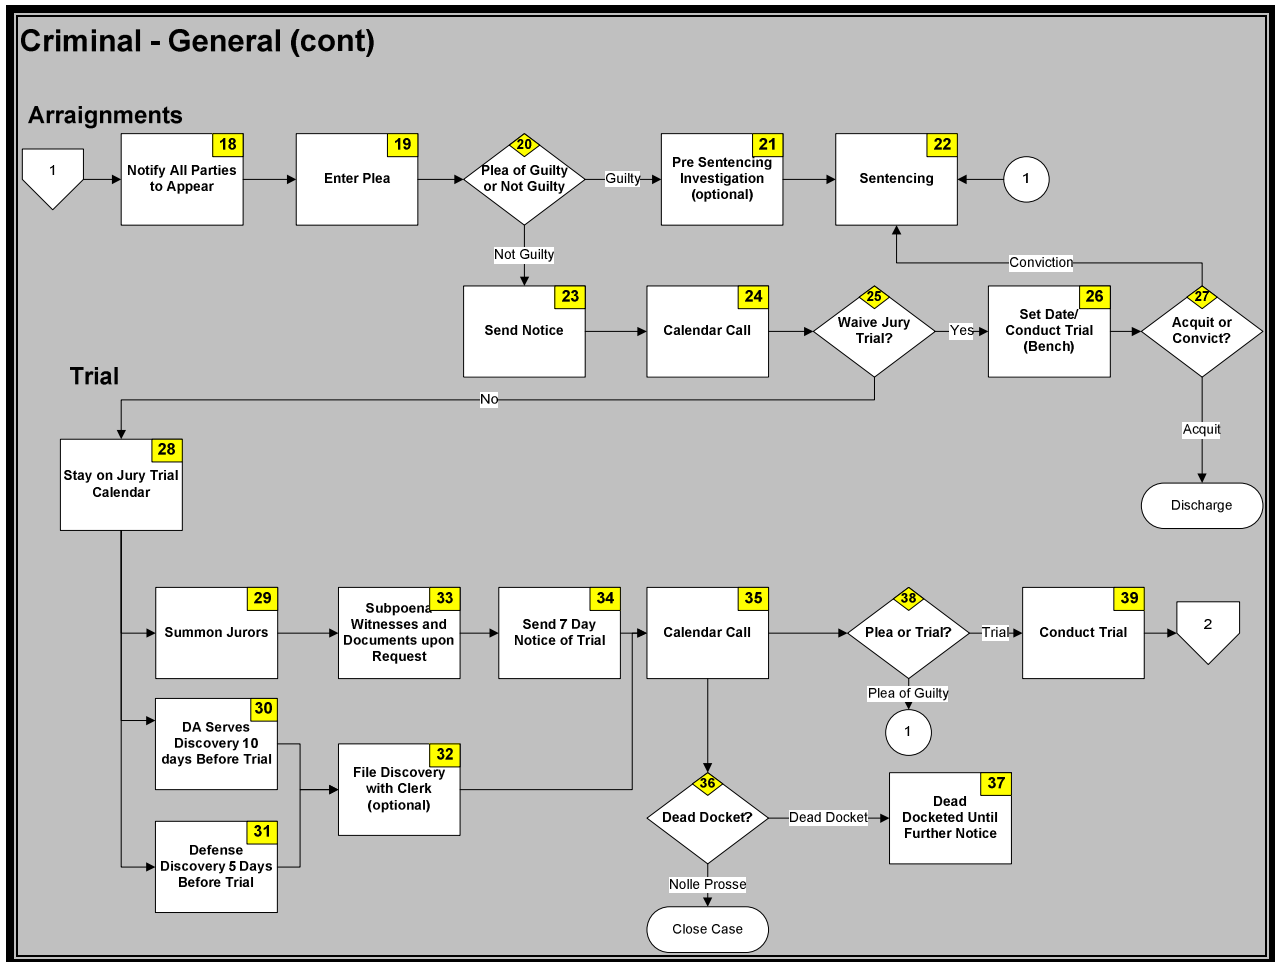 Criminal - General (cont)
Arraignments
1
18
Notify All Parties
to Appear
19
Enter Plea
20
Plea of Guilty
or Not Guilty
Guilty
21
Pre Sentencing
Investigation
(optional)
22
Sentencing
1
Not Guilty
Conviction
23
Send Notice
24
Calendar Call
25
Waive Jury
Trial?
Yes
26
Set Date/
Conduct Trial
(Bench)
27
Acquit or
Convict?
Trial
No
Acquit
Discharge
28
Stay on Jury Trial
Calendar
29
Summon Jurors
33
Subpoena
Witnesses and
Documents upon
Request
34
Send 7 Day
Notice of Trial
35
Calendar Call
38
Plea or Trial?
Trial
39
Conduct Trial
2
Plea of Guilty
1
30
DA Serves
Discovery 10
days Before Trial
32
File Discovery
with Clerk
(optional)
31
Defense
Discovery 5 Days
Before Trial
36
Dead Docket?
Dead Docket
37
Dead
Docketed Until
Further Notice
Nolle Prosse
Close Case